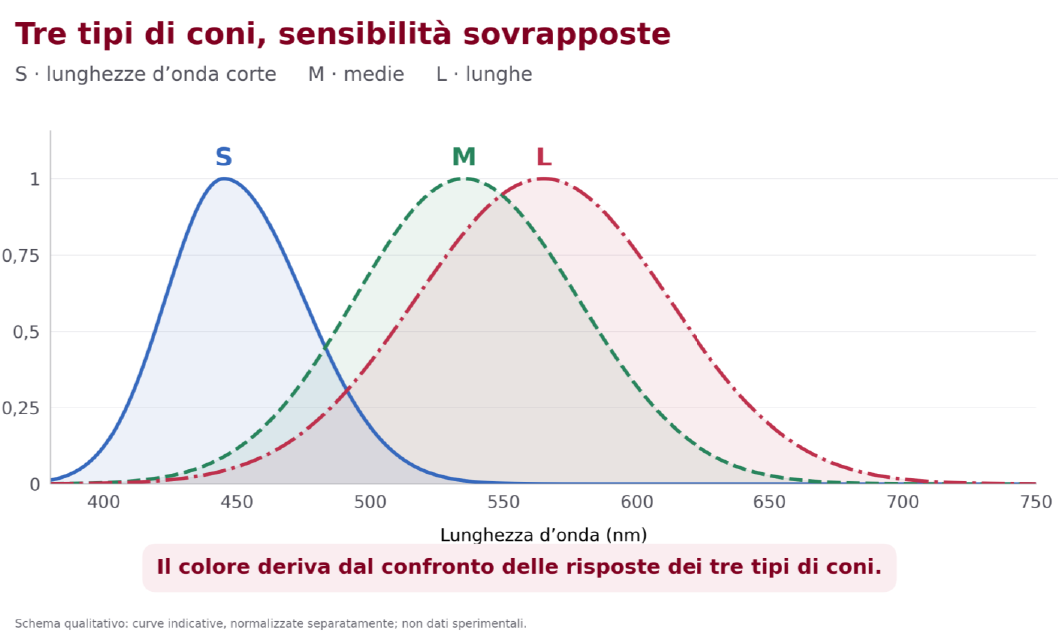 Tre tipi di coni, sensibilità sovrapposte
S · lunghezze d’onda corte M · medie L · lunghe
S M L
1
0,75
0,5
0,25
0
400 450 500 550 600 650 700 750
Lunghezza d’onda (nm)
Il colore deriva dal confronto delle risposte dei tre tipi di coni.
Schema qualitativo: curve indicative, normalizzate separatamente; non dati sperimentali.